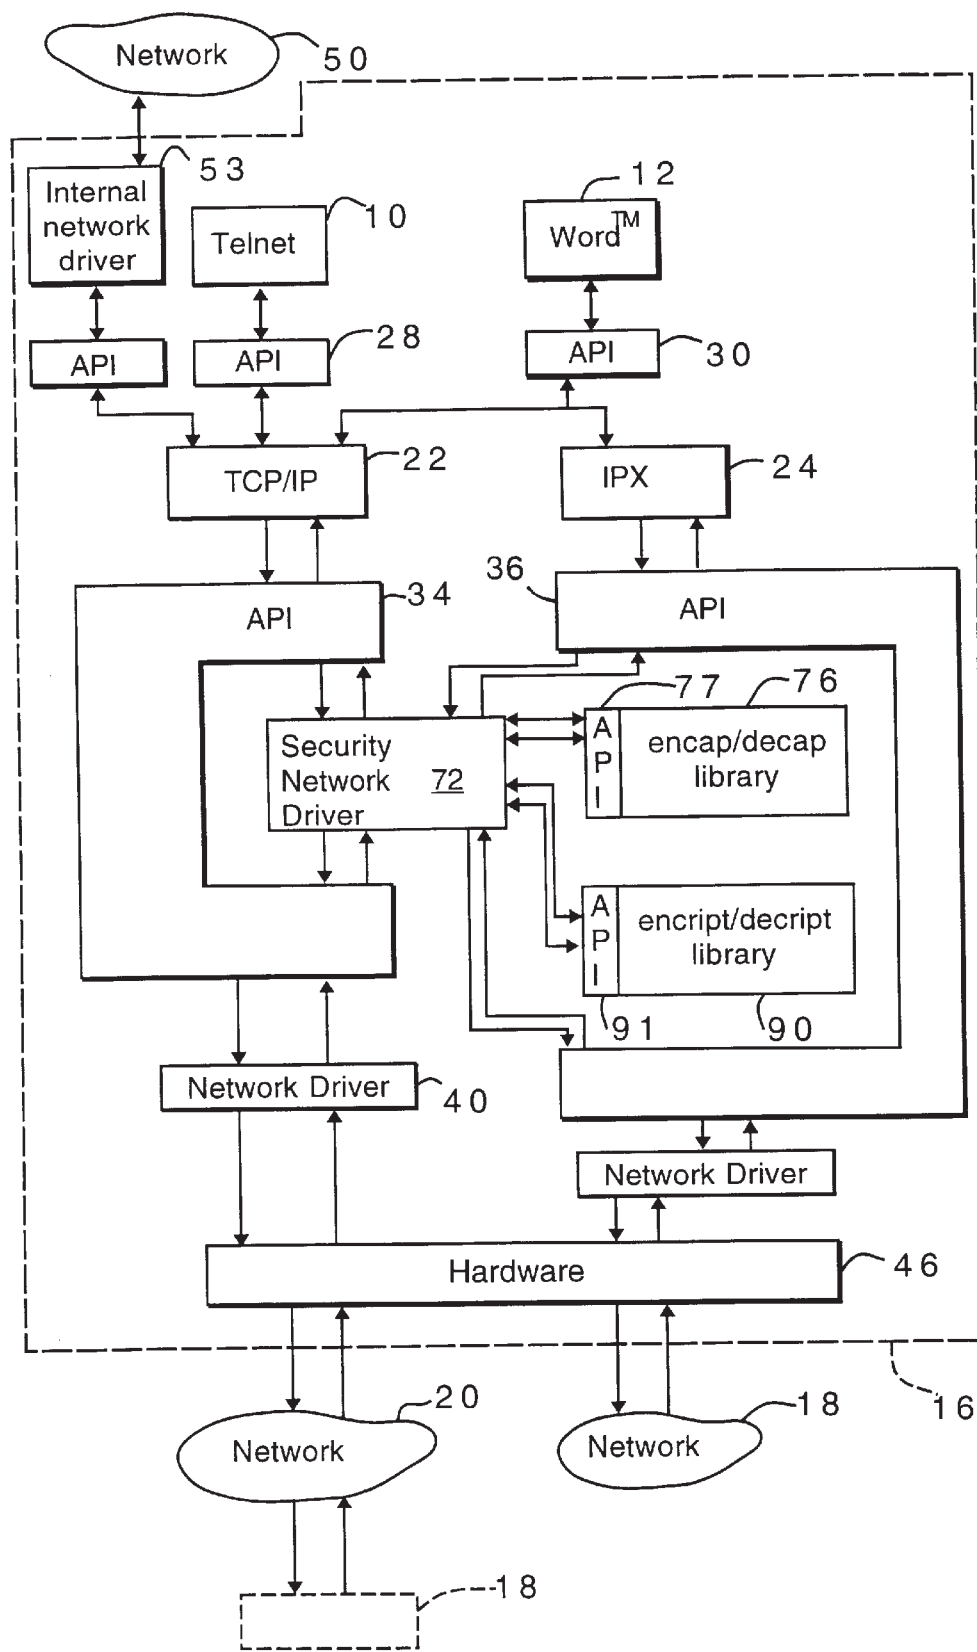 Network
50
53
Internal
network
driver
10
Telnet
12
Word™
API
API
28
API
30
TCP/IP
22
IPX
24
API
34
36
API
77
76
Security
Network
Driver
72
API
encap/decap
library
API
encript/decript
library
91
90
Network Driver
40
Network Driver
Hardware
46
16
20
Network
18
Network
18